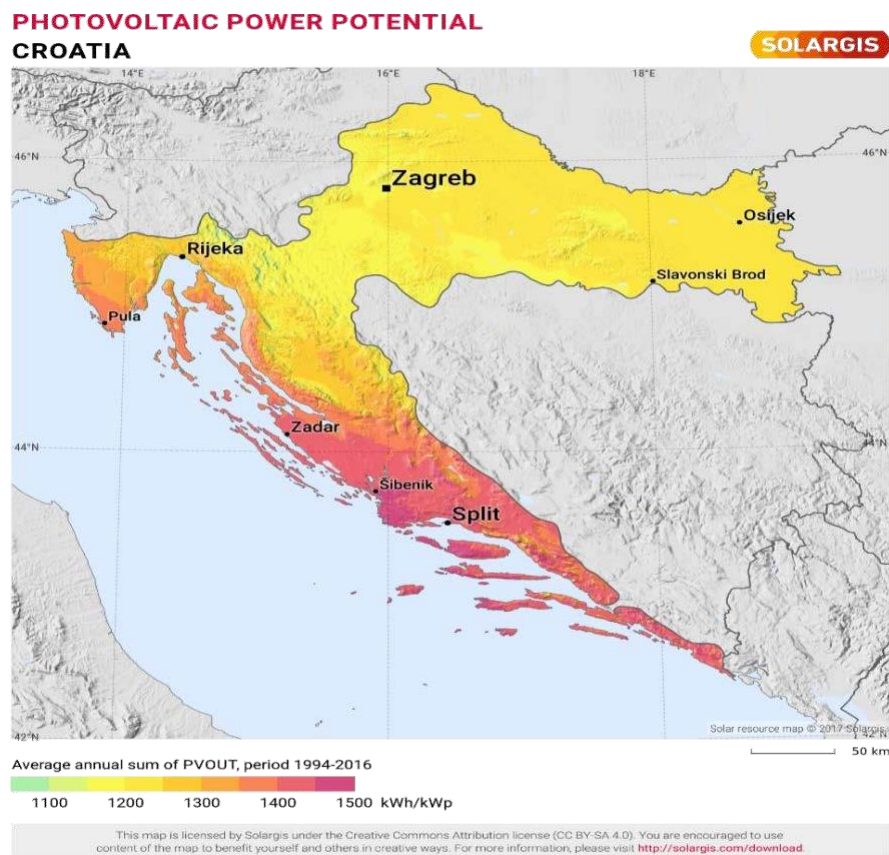 PHOTOVOLTAIC POWER POTENTIAL
CROATIA
SOLARGIS
14°E
16°E
18°E
46°N
46°N
Zagreb
Osijek
Rijeka
Slavonski Brod
Pula
44°N
44°N
Zadar
Šibenik
Split
Solar resource map © 2017 Solargis
42°N
42°N
50 km
Average annual sum of PVOUT, period 1994-2016
1100 1200 1300 1400 1500 kWh/kWp
This map is licensed by Solargis under the Creative Commons Attribution license (CC BY-SA 4.0). You are encouraged to use
content of the map to benefit yourself and others in creative ways. For more information, please visit http://solargis.com/download.